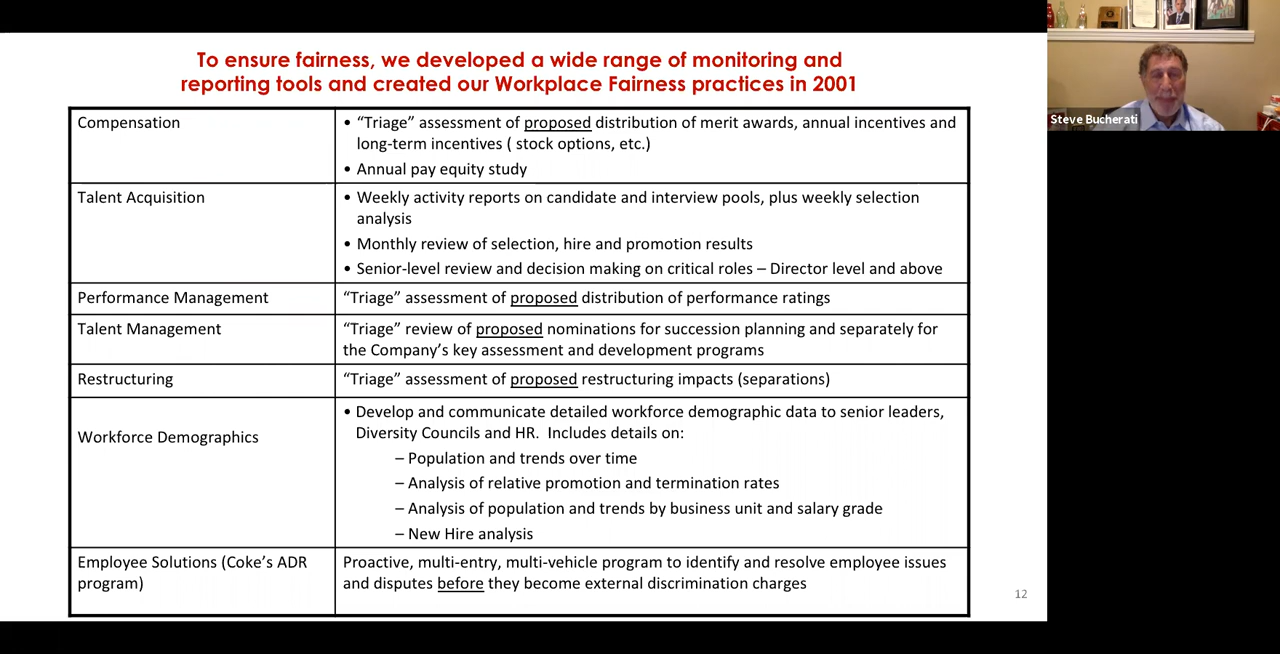 To ensure fairness, we developed a wide range of monitoring and
reporting tools and created our Workplace Fairness practices in 2001
Compensation
• “Triage” assessment of proposed distribution of merit awards, annual incentives and
long-term incentives ( stock options, etc.)
• Annual pay equity study
Talent Acquisition
• Weekly activity reports on candidate and interview pools, plus weekly selection
analysis
• Monthly review of selection, hire and promotion results
• Senior-level review and decision making on critical roles – Director level and above
Performance Management
“Triage” assessment of proposed distribution of performance ratings
Talent Management
“Triage” review of proposed nominations for succession planning and separately for
the Company’s key assessment and development programs
Restructuring
“Triage” assessment of proposed restructuring impacts (separations)
Workforce Demographics
• Develop and communicate detailed workforce demographic data to senior leaders,
Diversity Councils and HR.  Includes details on:
– Population and trends over time
– Analysis of relative promotion and termination rates
– Analysis of population and trends by business unit and salary grade
– New Hire analysis
Employee Solutions (Coke’s ADR
program)
Proactive, multi-entry, multi-vehicle program to identify and resolve employee issues
and disputes before they become external discrimination charges
12
Steve Bucherati